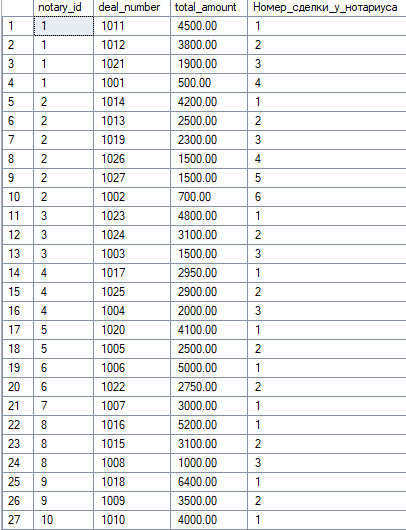 notary_id deal_number total_amount Номер_сделки_у_нотариуса
1 1 1011 4500.00 1
2 1 1012 3800.00 2
3 1 1021 1900.00 3
4 1 1001 500.00 4
5 2 1014 4200.00 1
6 2 1013 2500.00 2
7 2 1019 2300.00 3
8 2 1026 1500.00 4
9 2 1027 1500.00 5
10 2 1002 700.00 6
11 3 1023 4800.00 1
12 3 1024 3100.00 2
13 3 1003 1500.00 3
14 4 1017 2950.00 1
15 4 1025 2900.00 2
16 4 1004 2000.00 3
17 5 1020 4100.00 1
18 5 1005 2500.00 2
19 6 1006 5000.00 1
20 6 1022 2750.00 2
21 7 1007 3000.00 1
22 8 1016 5200.00 1
23 8 1015 3100.00 2
24 8 1008 1000.00 3
25 9 1018 6400.00 1
26 9 1009 3500.00 2
27 10 1010 4000.00 1